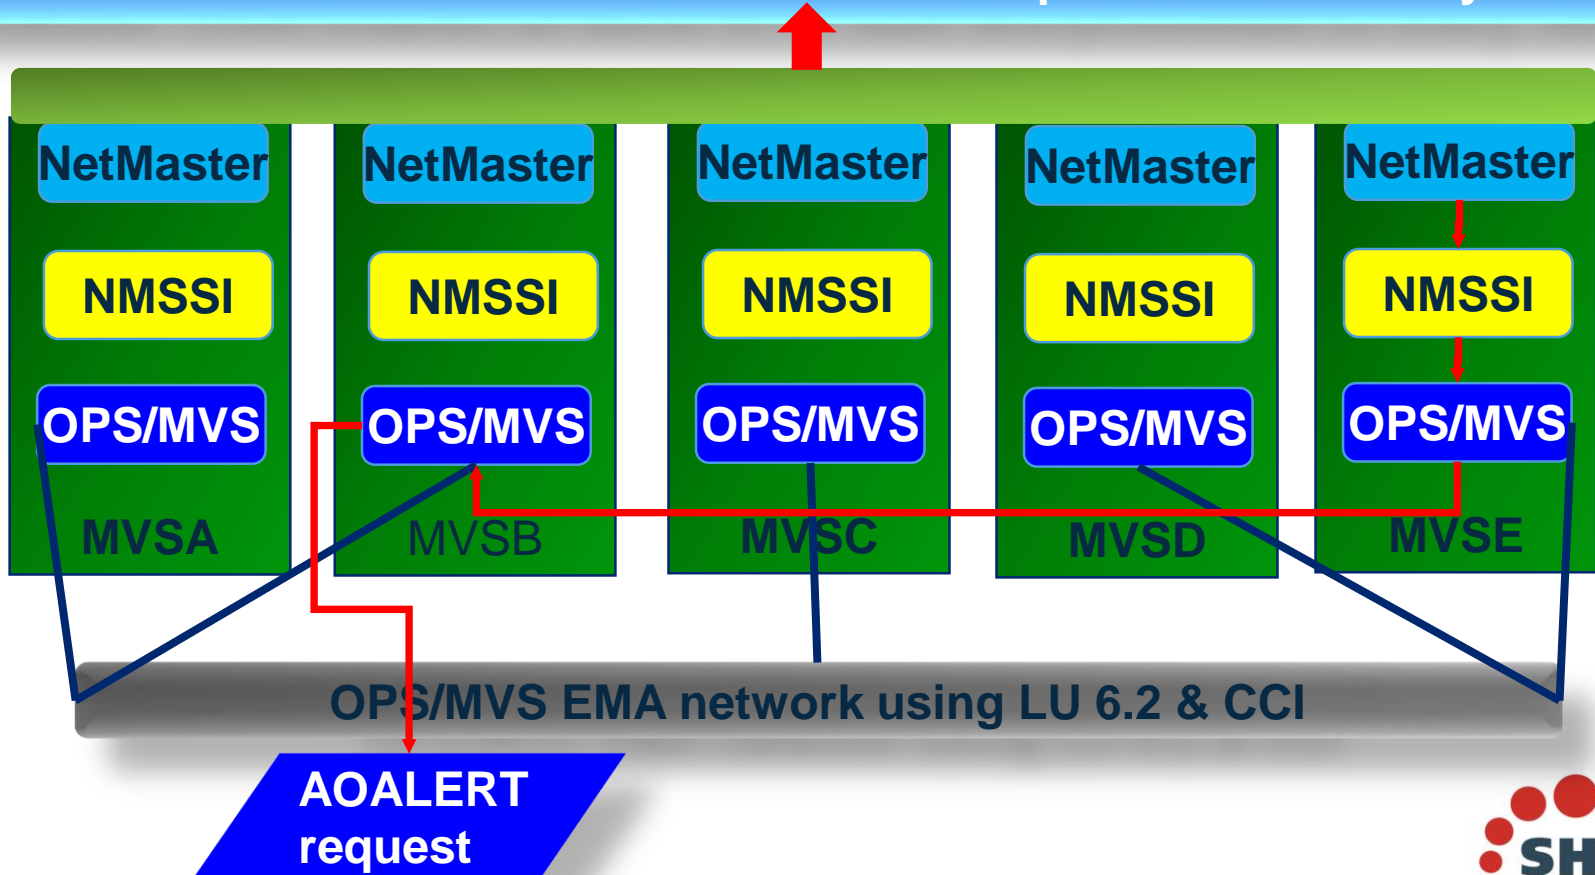 NetMaster NetMaster NetMaster NetMaster NetMaster
NMSSI NMSSI NMSSI NMSSI NMSSI
OPS/MVS OPS/MVS OPS/MVS OPS/MVS OPS/MVS
MVSA MVSB MVSC MVSD MVSE
OPS/MVS EMA network using LU 6.2 & CCI
AOALERT
request
SH